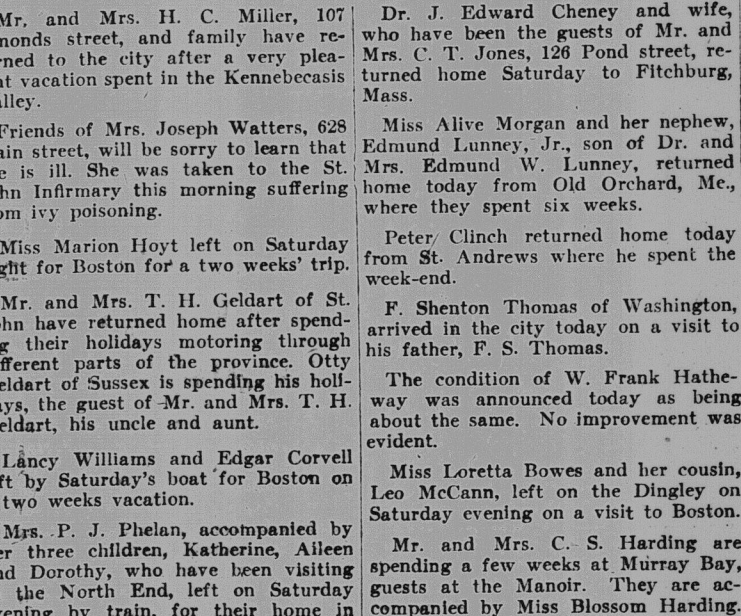 Mr. and Mrs. H. C. Miller, 107
monds street, and family have re-
rned to the city after a very plea-
nt vacation spent in the Kennebecasis
alley.
Friends of Mrs. Joseph Watters, 628
ain street, will be sorry to learn that
e is ill. She was taken to the St.
hn Infirmary this morning suffering
om ivy poisoning.
Miss Marion Hoyt left on Saturday
ght for Boston for a two weeks' trip.
Mr. and Mrs. T. H. Geldart of St.
ohn have returned home after spend-
g their holidays motoring through
fferent parts of the province. Otty
eldart of Sussex is spending his holi-
ays, the guest of Mr. and Mrs. T. H.
eldart, his uncle and aunt.
Lancy Williams and Edgar Corvell
ft by Saturday's boat for Boston on
two weeks vacation.
Mrs. P. J. Phelan, accompanied by
er three children, Katherine, Aileen
nd Dorothy, who have been visiting
the North End, left on Saturday
vening by train, for their home in
Dr. J. Edward Cheney and wife,
who have been the guests of Mr. and
Mrs. C. T. Jones, 126 Pond street, re-
turned home Saturday to Fitchburg,
Mass.
Miss Alive Morgan and her nephew,
Edmund Lunney, Jr., son of Dr. and
Mrs. Edmund W. Lunney, returned
home today from Old Orchard, Me.,
where they spent six weeks.
Peter Clinch returned home today
from St. Andrews where he spent the
week-end.
F. Shenton Thomas of Washington,
arrived in the city today on a visit to
his father, F. S. Thomas.
The condition of W. Frank Hathe-
way was announced today as being
about the same. No improvement was
evident.
Miss Loretta Bowes and her cousin,
Leo McCann, left on the Dingley on
Saturday evening on a visit to Boston.
Mr. and Mrs. C. S. Harding are
spending a few weeks at Murray Bay,
guests at the Manoir. They are ac-
companied by Miss Blossom Harding